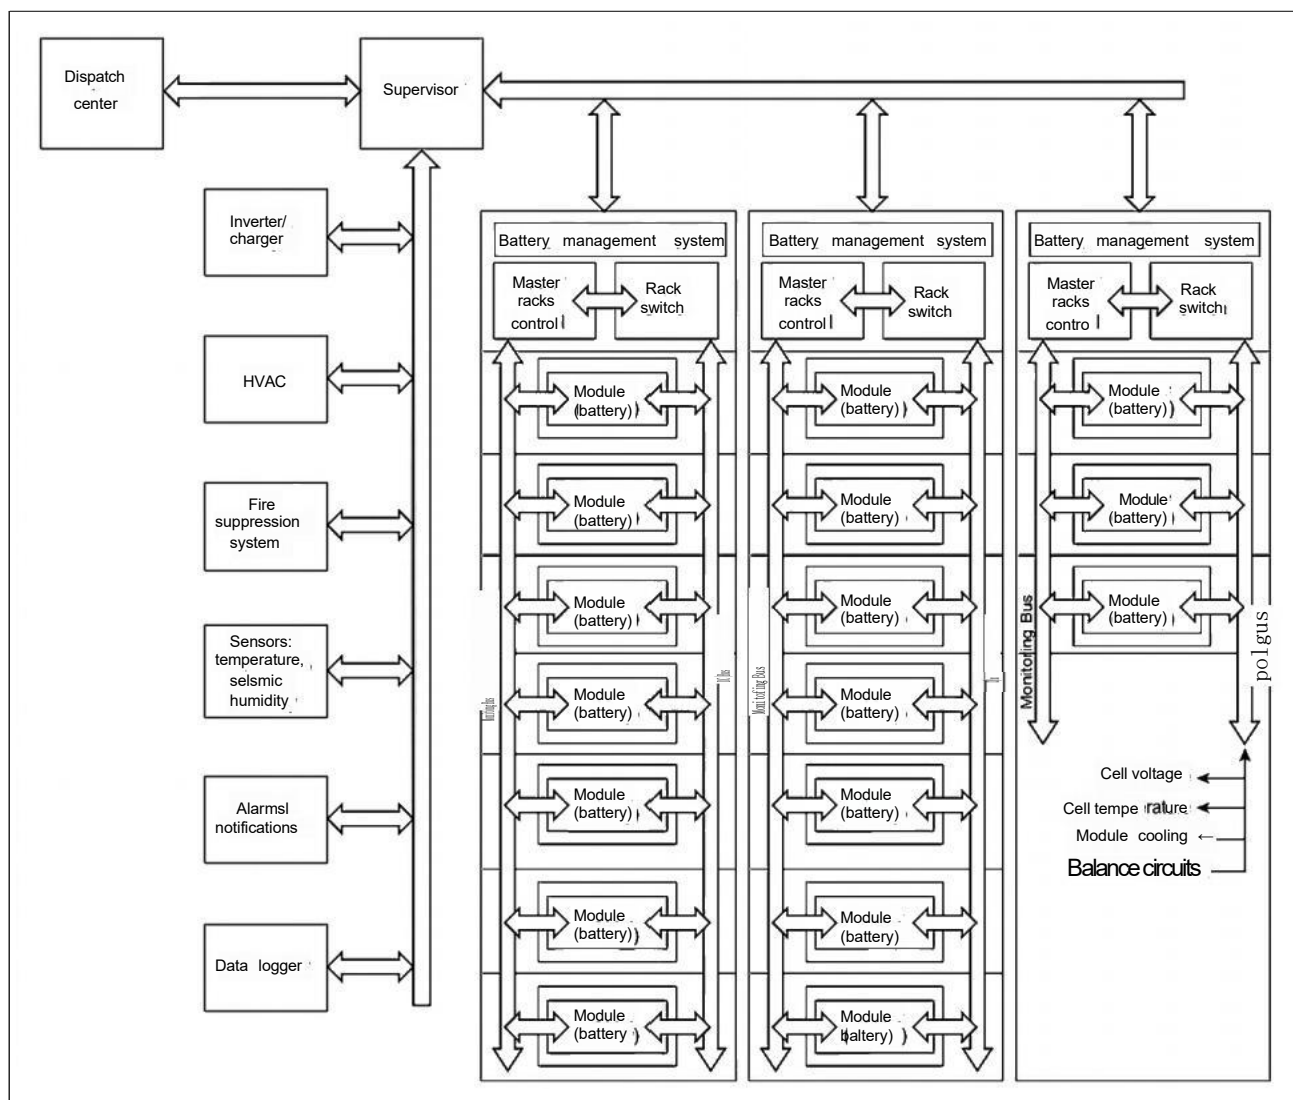 Dispatch
center
Supervisor
Inverter/
charger
HVAC
Fire
suppression
system
Sensors:
temperature,
selsmic
humidity
Alarmsl
notifications
Data logger
Battery management system
Master
racks
control
Rack
switch
Module
(battery)
Module
(battery)
Module
(battery)
Module
(battery)
Module
(battery)
Module
(battery)
Module
(battery)
Battery management system
Master
racks
control
Rack
switch
Monitofing Bus
Module
(battery)
Module
(battery)
Module
(battery)
Module
(battery)
Module
(battery)
Module
(battery)
Module
(baltery)
Battery management system
Master
racks
control
Rack
switch
Module
(battery)
Module
(battery)
Module
(battery)
Monitoring Bus
polgus
Cell voltage
Cell tempe rature
Module cooling ←
Balance circuits